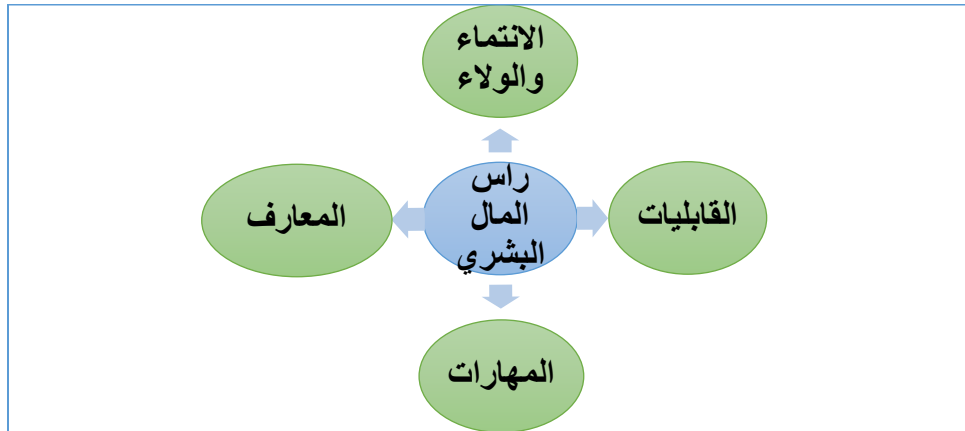 الانتماء
والولاء
راس
المال
البشري
القابليات
المعارف
المهارات